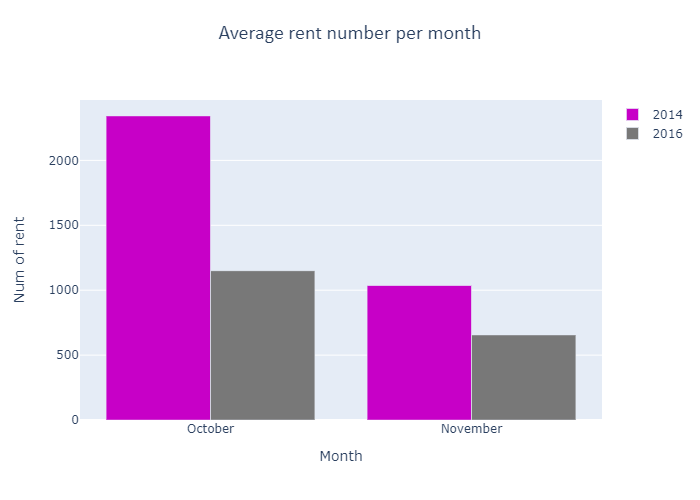 Average rent number per month
2014
2016
2000
1500
1000
500
0
Num of rent
October
November
Month